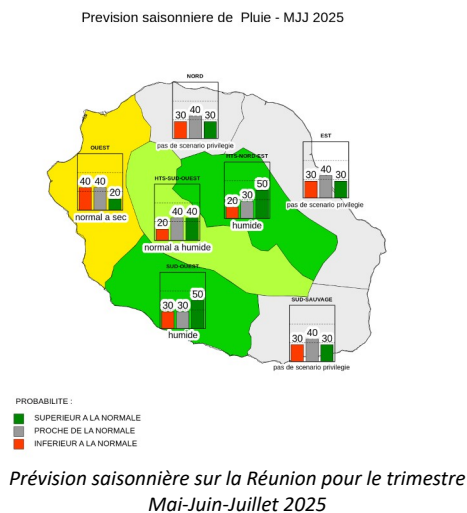 Prevision saisonniere de Pluie - MJJ 2025
NORD
30 40 30
pas de scenario privilegie
EST
30 40 30
pas de scenario privilegie
OUEST
40 40 20
normal a sec
HTS-NORD-EST
20 30 50
humide
HTS-SUD-OUEST
20 40 40
normal a humide
SUD-OUEST
30 30 50
humide
SUD-SAUVAGE
30 40 30
pas de scenario privilegie
PROBABILITE :
SUPERIEUR A LA NORMALE
PROCHE DE LA NORMALE
INFERIEUR A LA NORMALE
Prévision saisonnière sur la Réunion pour le trimestre
Mai-Juin-Juillet 2025